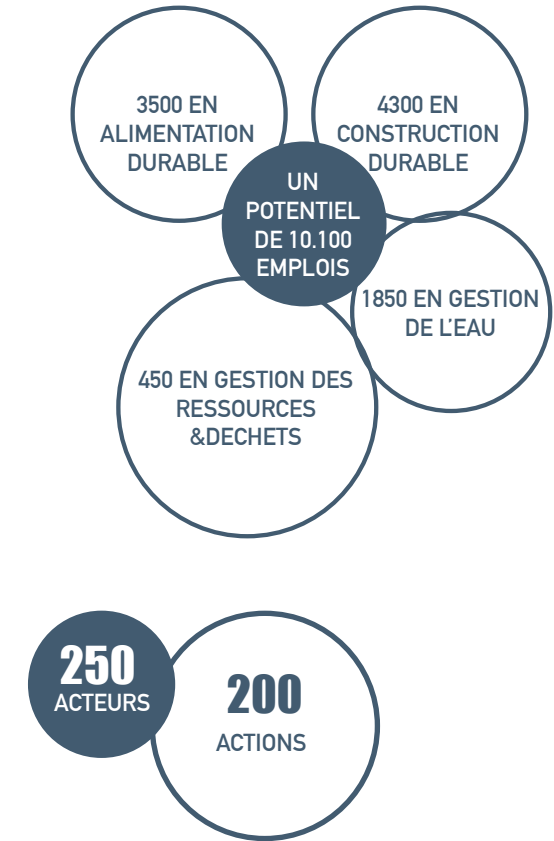 3500 EN
ALIMENTATION
DURABLE
4300 EN
CONSTRUCTION
DURABLE
UN
POTENTIEL
DE 10.100
EMPLOIS
1850 EN GESTION
DE L'EAU
450 EN GESTION DES
RESSOURCES
&DECHETS
250
ACTEURS
200
ACTIONS